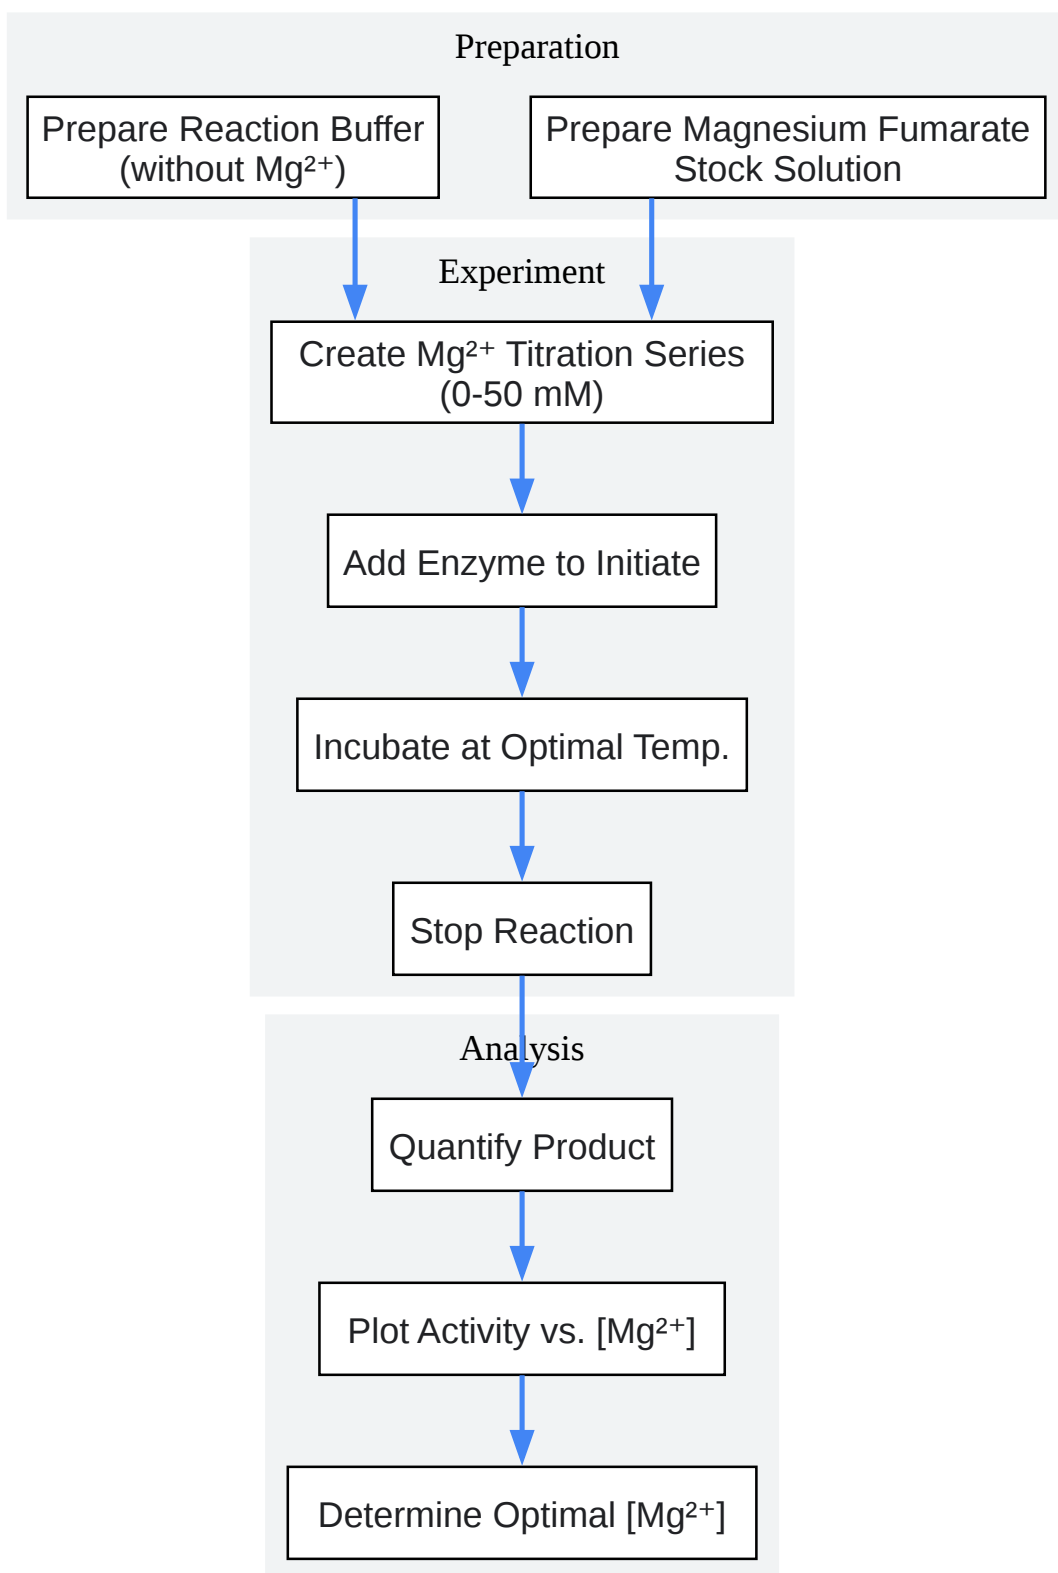 Preparation
Prepare Reaction Buffer
(without Mg²⁺)
Prepare Magnesium Fumarate
Stock Solution
Experiment
Create Mg²⁺ Titration Series
(0-50 mM)
Add Enzyme to Initiate
Incubate at Optimal Temp.
Stop Reaction
Analysis
Quantify Product
Plot Activity vs. [Mg²⁺]
Determine Optimal [Mg²⁺]